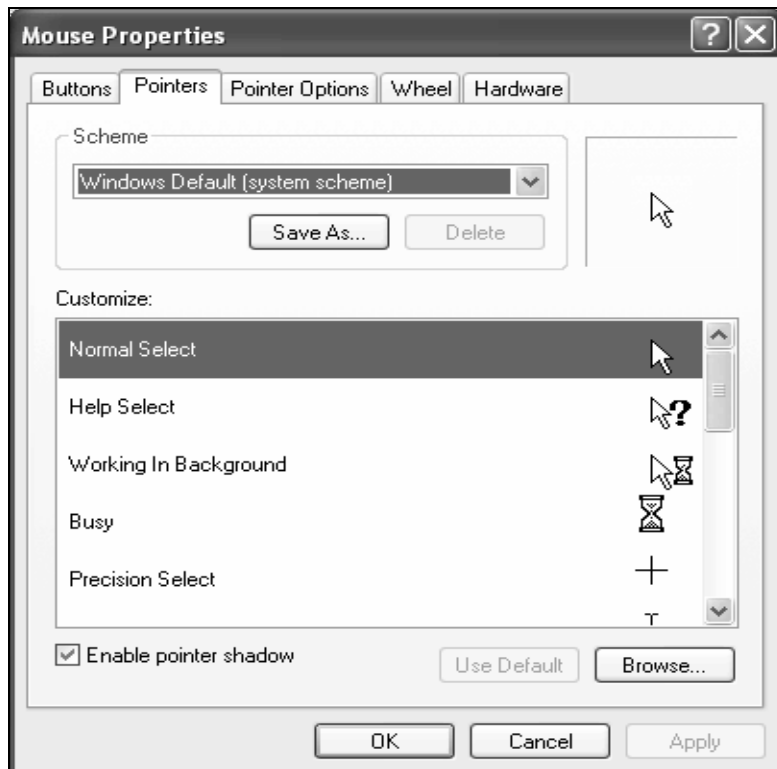 Mouse Properties
Buttons Pointers Pointer Options Wheel Hardware
Scheme
Windows Default (system scheme)
Save As... Delete
Customize:
Normal Select
Help Select
Working In Background
Busy
Precision Select
Enable pointer shadow
Use Default Browse...
OK Cancel Apply